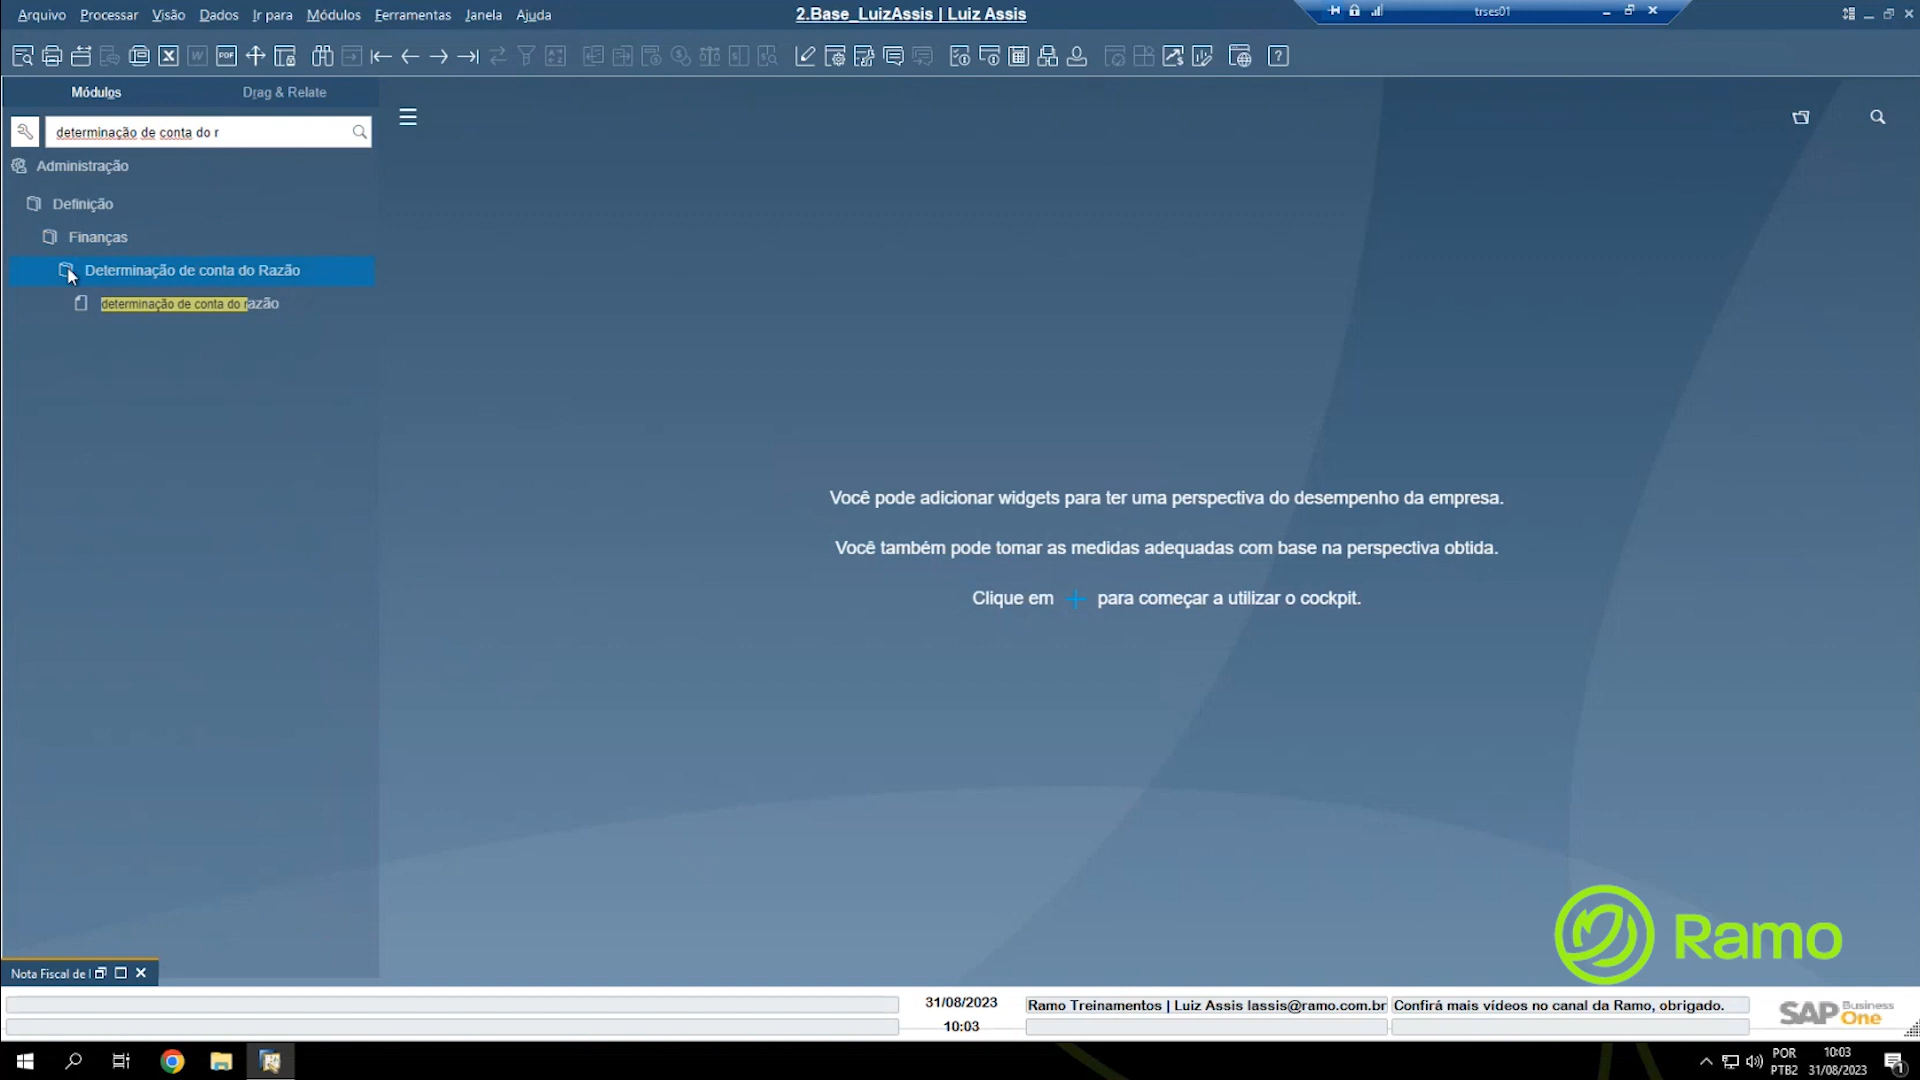 Arquivo Processar Visão Dados Ir para Módulos Ferramentas Janela Ajuda
2.Base_LuizAssis | Luiz Assis
trses01
Módulos
Drag & Relate
determinação de conta do r
Administração
Definição
Finanças
Determinação de conta do Razão
determinação de conta do razão
Você pode adicionar widgets para ter uma perspectiva do desempenho da empresa.
Você também pode tomar as medidas adequadas com base na perspectiva obtida.
Clique em + para começar a utilizar o cockpit.
Ramo
Nota Fiscal de
31/08/2023
Ramo Treinamentos | Luiz Assis lassis@ramo.com.br
Confirá mais vídeos no canal da Ramo, obrigado.
10:03
SAP Business One
POR
PTB2
10:03
31/08/2023
1